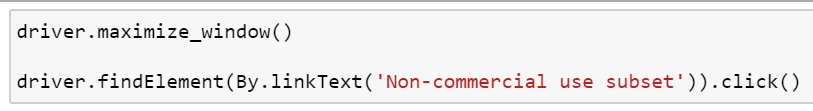 driver.maximize_window()
driver.findElement(By.linkText('Non-commercial use subset')).click()